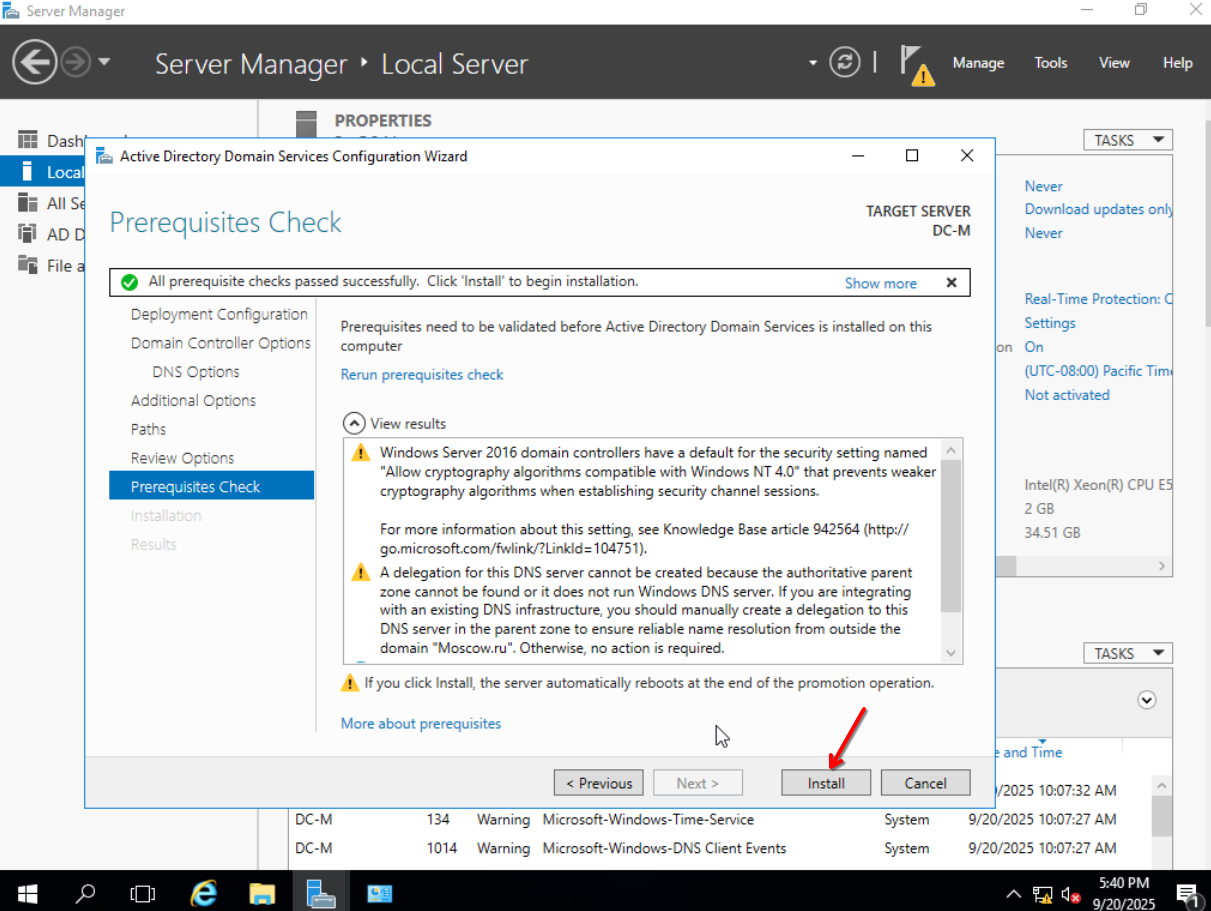 Server Manager
Server Manager
Local Server
Manage
Tools
View
Help
PROPERTIES
TASKS
Local
Active Directory Domain Services Configuration Wizard
Prerequisites Check
TARGET SERVER
DC-M
All prerequisite checks passed successfully. Click 'Install' to begin installation.
Show more
Deployment Configuration
Domain Controller Options
DNS Options
Additional Options
Paths
Review Options
Prerequisites Check
Installation
Results
Prerequisites need to be validated before Active Directory Domain Services is installed on this
computer
Rerun prerequisites check
View results
Windows Server 2016 domain controllers have a default for the security setting named
"Allow cryptography algorithms compatible with Windows NT 4.0" that prevents weaker
cryptography algorithms when establishing security channel sessions.
For more information about this setting, see Knowledge Base article 942564 (http://
go.microsoft.com/fwlink/?LinkId=104751).
A delegation for this DNS server cannot be created because the authoritative parent
zone cannot be found or it does not run Windows DNS server. If you are integrating
with an existing DNS infrastructure, you should manually create a delegation to this
DNS server in the parent zone to ensure reliable name resolution from outside the
domain "Moscow.ru". Otherwise, no action is required.
If you click Install, the server automatically reboots at the end of the promotion operation.
More about prerequisites
< Previous
Next >
Install
Cancel
Never
Download updates only
Never
Real-Time Protection:
Settings
On
(UTC-08:00) Pacific Time
Not activated
Intel(R) Xeon(R) CPU E5
2 GB
34.51 GB
TASKS
and Time
/2025 10:07:32 AM
DC-M 134 Warning Microsoft-Windows-Time-Service System 9/20/2025 10:07:27 AM
DC-M 1014 Warning Microsoft-Windows-DNS Client Events System 9/20/2025 10:07:27 AM
5:40 PM
9/20/2025
1